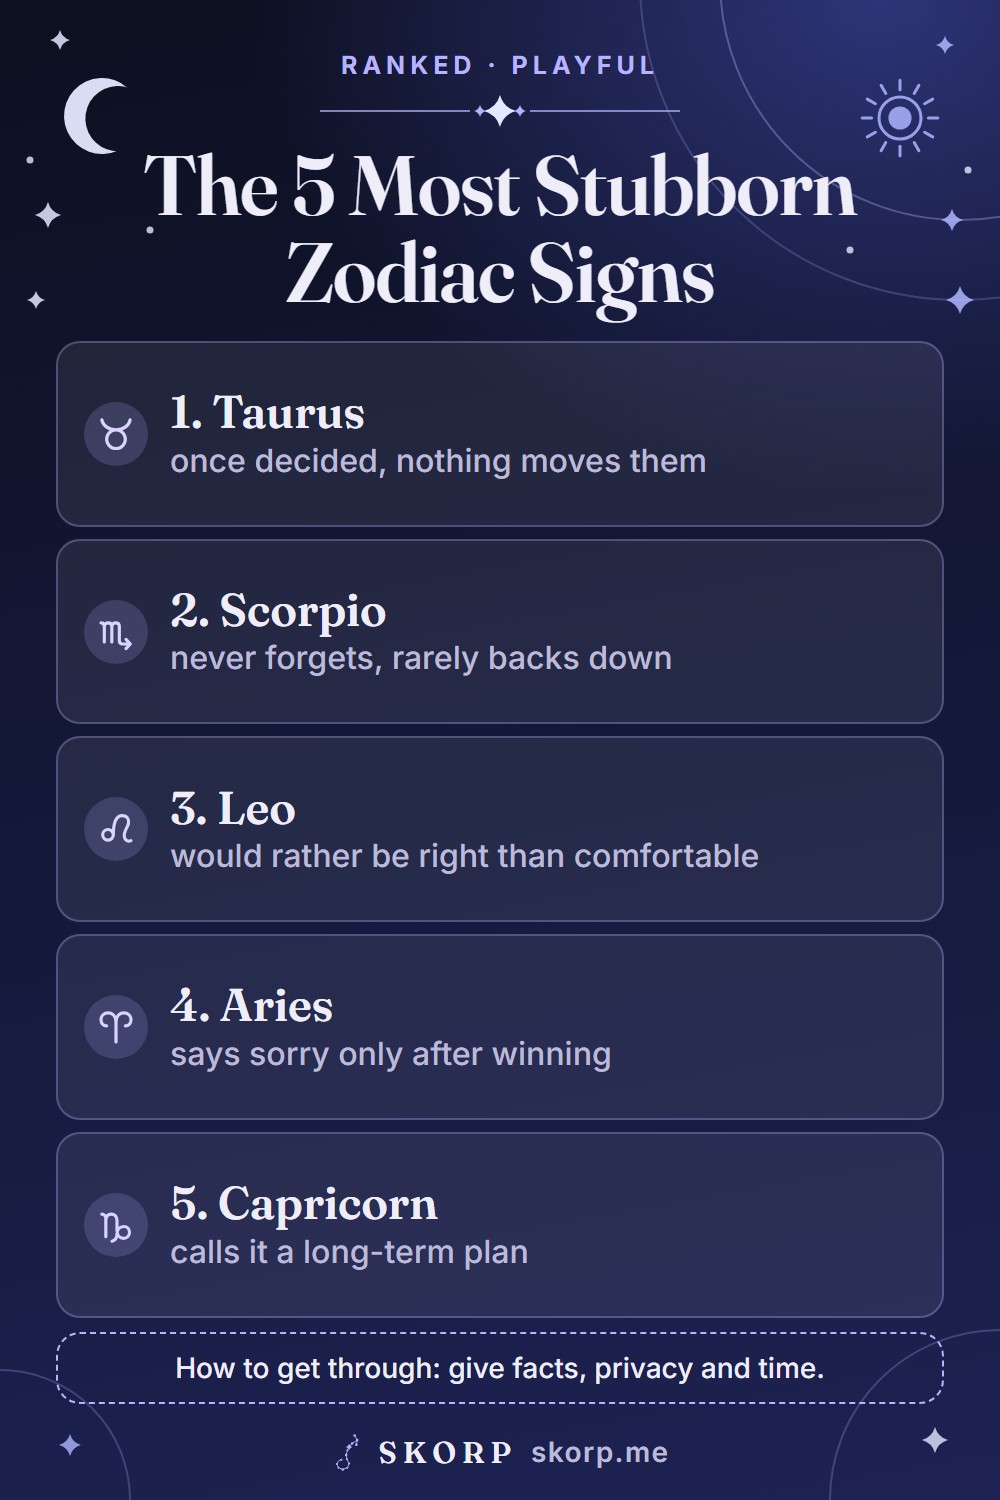 RANKED · PLAYFUL
The 5 Most Stubborn
Zodiac Signs
1. Taurus
once decided, nothing moves them
2. Scorpio
never forgets, rarely backs down
3. Leo
would rather be right than comfortable
4. Aries
says sorry only after winning
5. Capricorn
calls it a long-term plan
How to get through: give facts, privacy and time.
SKORP skorp.me